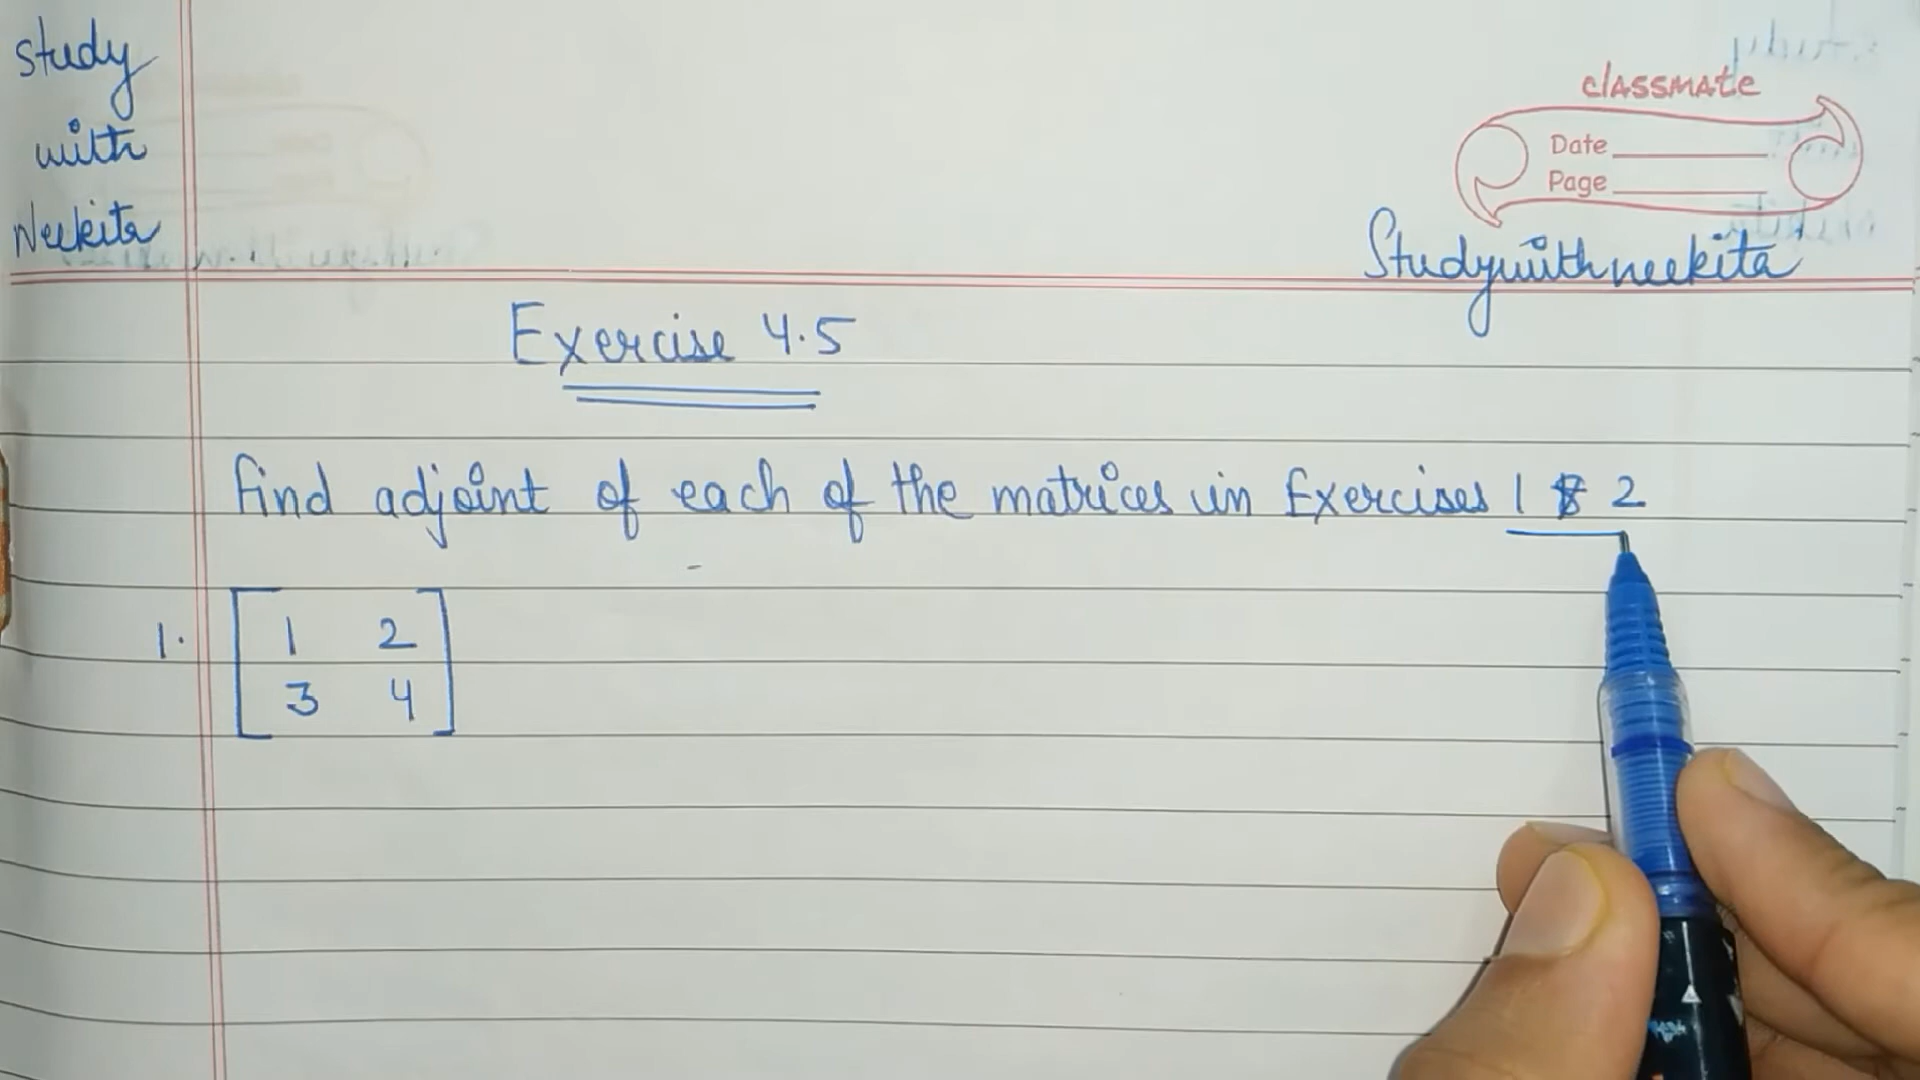 study
with
Neekita
classmate
Date
Page
Studywithneekita
Exercise 4.5
Find adjoint of each of the matrices in Exercises 1 & 2
1. [1 2
3 4]